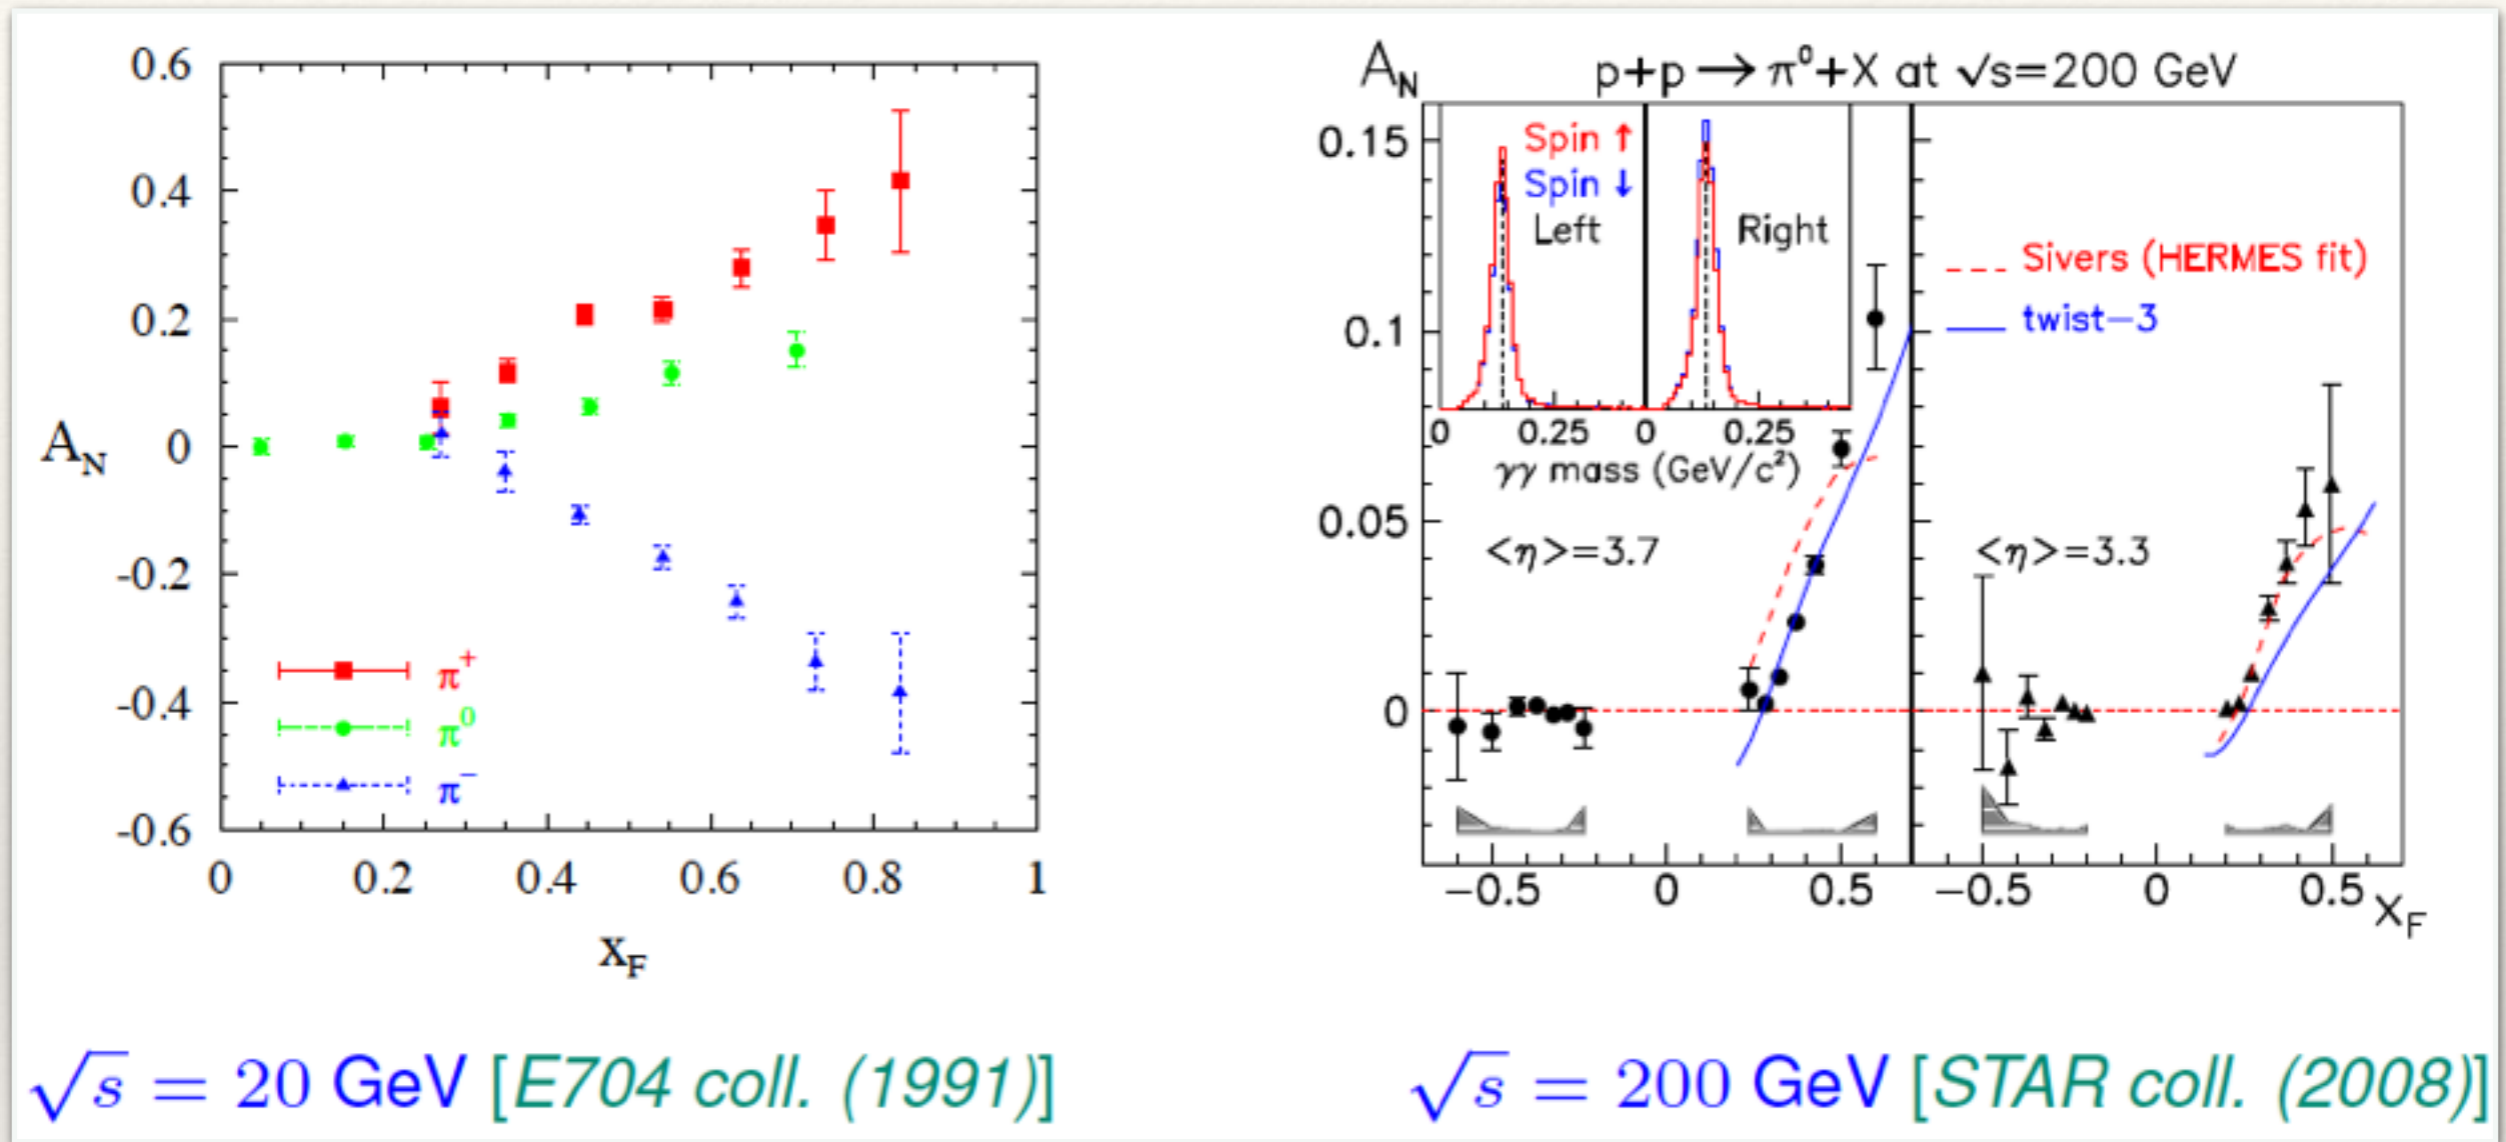 0.6
0.4
0.2
A_N
0
-0.2
-0.4
-0.6
π⁺
π⁰
π⁻
0 0.2 0.4 0.6 0.8 1
x_F
A_N p+p → π⁰+X at √s=200 GeV
0.15
0.1
0.05
0
Spin ↑
Spin ↓
Left
Right
0 0.25 0 0.25
γγ mass (GeV/c²)
Sivers (HERMES fit)
twist-3
<η>=3.7
<η>=3.3
-0.5 0 0.5 -0.5 0 0.5 x_F
√s = 20 GeV [E704 coll. (1991)]
√s = 200 GeV [STAR coll. (2008)]